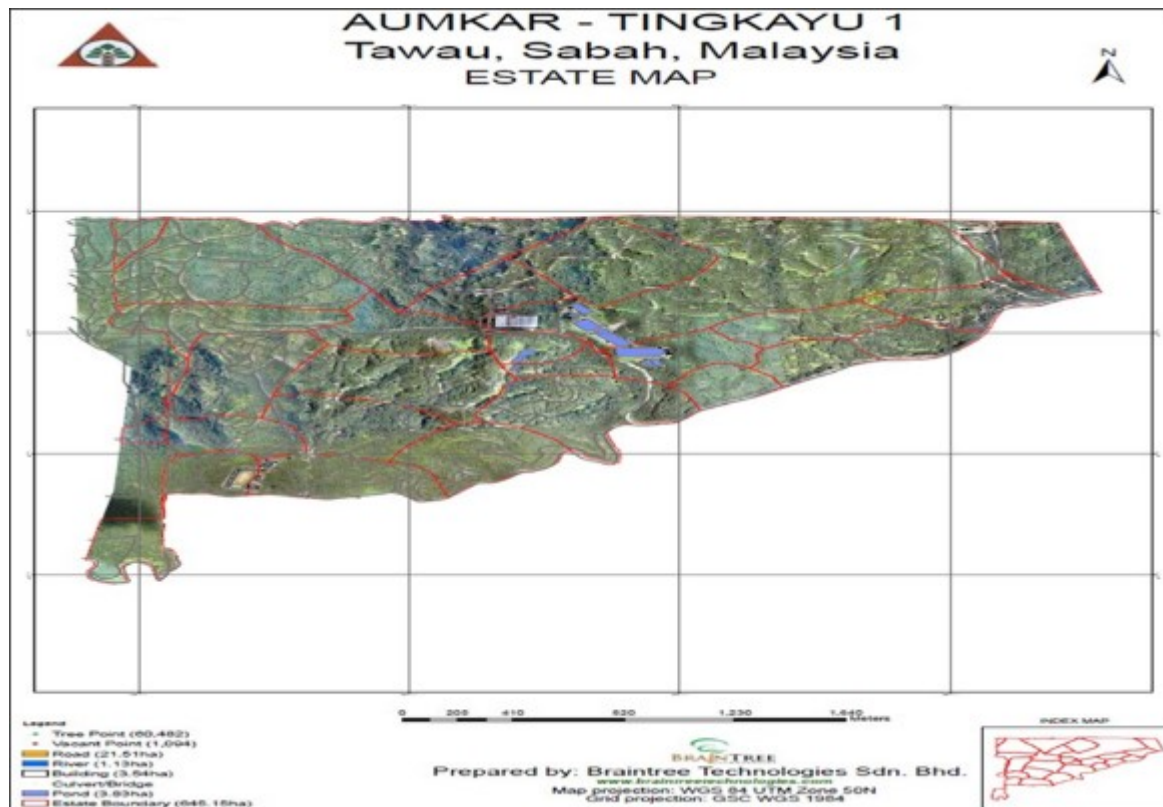 AUMKAR - TINGKAYU 1
Tawau, Sabah, Malaysia
ESTATE MAP
N
0 205 410 820 1,230 1,640
Meters
Legend
Tree Point (60,482)
Vacant Point (1,094)
Road (21.51ha)
River (1.13ha)
Building (3.54ha)
Culvert/Bridge
Pond (3.83ha)
Estate Boundary (645.15ha)
BRAINTREE
Prepared by: Braintree Technologies Sdn. Bhd.
www.braintreetechnologies.com
Map projection: WGS 84 UTM Zone 50N
Grid projection: GSC WGS 1984
INDEX MAP